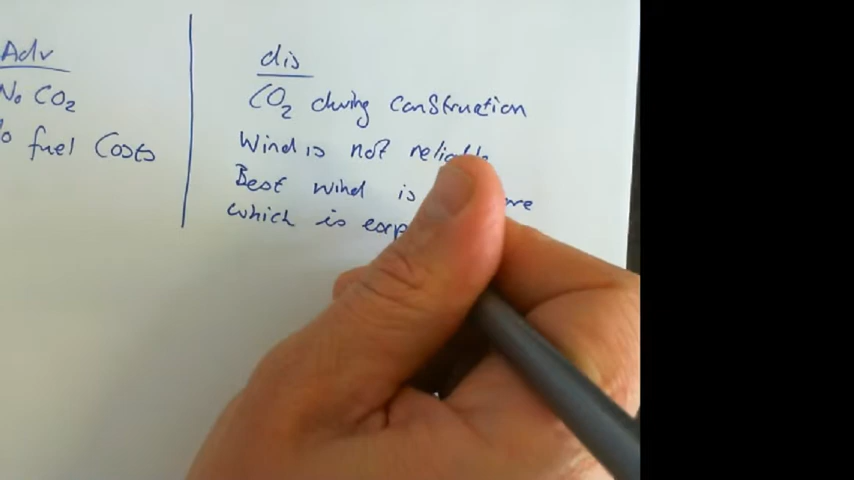 Adv
No CO2
fuel Costs
dis
CO2 during construction
Wind is not
Best wind is
which is